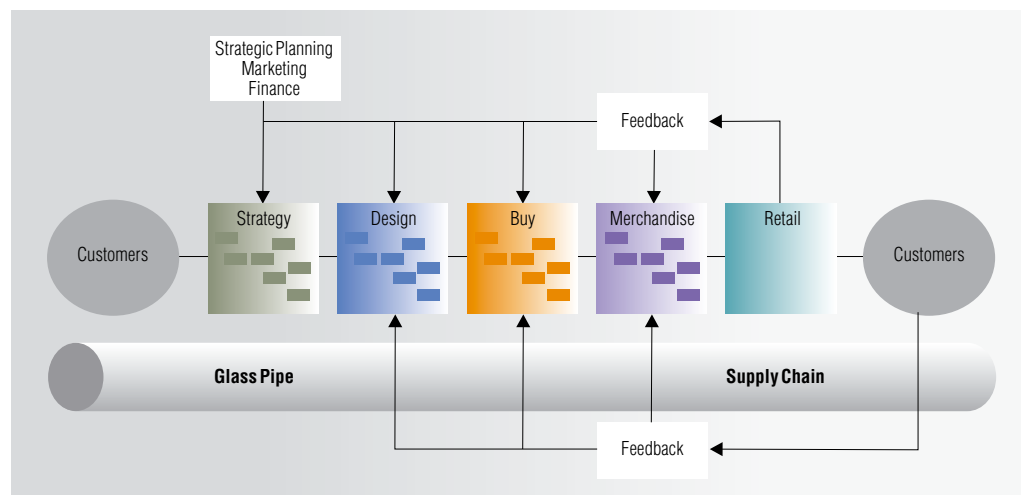 Strategic Planning
Marketing
Finance
Feedback
Customers
Strategy
Design
Buy
Merchandise
Retail
Customers
Glass Pipe
Supply Chain
Feedback